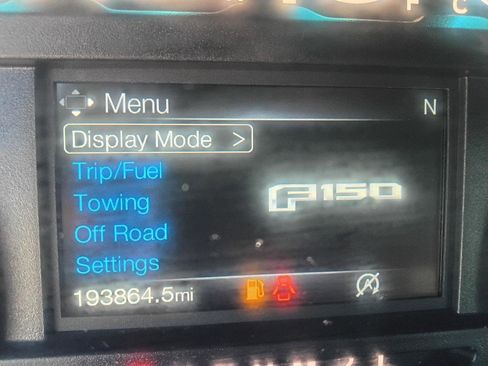 F C
Menu
N
Display Mode >
Trip/Fuel
Towing
F150
Off Road
Settings
193864.5mi
A